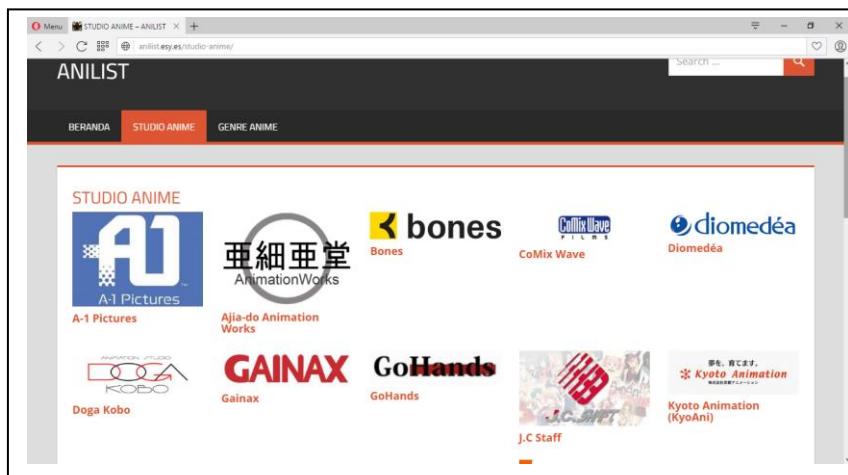 Menu
STUDIO ANIME – ANILIST
anilist.esy.es/studio-anime/
ANILIST
Search ...
BERANDA
STUDIO ANIME
GENRE ANIME
STUDIO ANIME
A-1 Pictures
A-1 Pictures
亜細亜堂
AnimationWorks
Ajia-do Animation
Works
bones
Bones
CoMix Wave
FILMS
CoMix Wave
diomedéa
Diomedéa
ANIMATION STUDIO
DOGA
KOBO
Doga Kobo
GAINAX
Gainax
GoHands
GoHands
J.C.STAFF
J.C Staff
夢を、育てます。
Kyoto Animation
Kyoto Animation
(KyoAni)